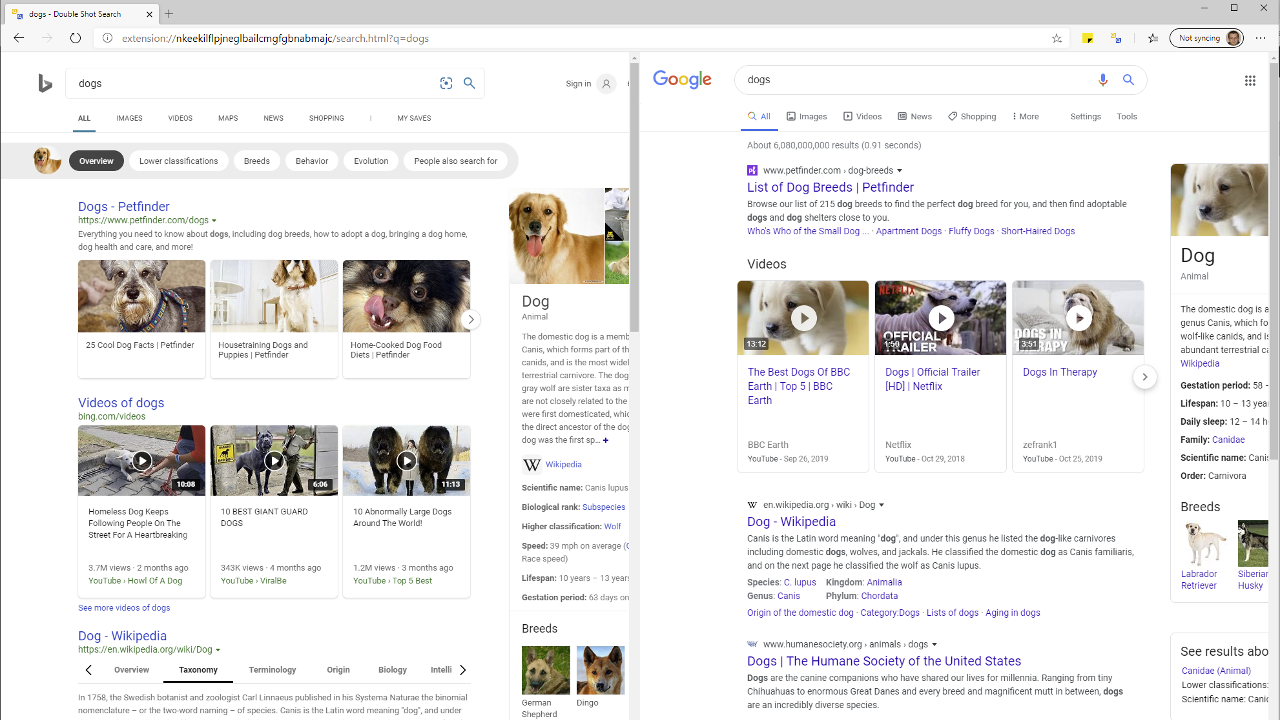 dogs - Double Shot Search
extension://nkeekilflpjneglbailcmgfgbnabmajc/search.html?q=dogs
Not syncing
dogs
Sign in
ALL IMAGES VIDEOS MAPS NEWS SHOPPING | MY SAVES
Overview Lower classifications Breeds Behavior Evolution People also search for
Dogs - Petfinder
https://www.petfinder.com/dogs
Everything you need to know about dogs, including dog breeds, how to adopt a dog, bringing a dog home,
dog health and care, and more!
25 Cool Dog Facts | Petfinder
Housetraining Dogs and
Puppies | Petfinder
Home-Cooked Dog Food
Ideas | Petfinder
Videos of dogs
bing.com/videos
10:08
6:06
11:13
Homeless Dog Keeps
Following People On The
Street For A Heartbreaking
3.7M views · 2 months ago
YouTube › Howl Of A Dog
10 BEST GIANT GUARD
DOGS
343K views · 4 months ago
YouTube › ViralBe
10 Abnormally Large Dogs
Around The World!
1.2M views · 3 months ago
YouTube › Top 5 Best
See more videos of dogs
Dog - Wikipedia
https://en.wikipedia.org/wiki/Dog
Overview Taxonomy Terminology Origin Biology Intelli
In 1758, the Swedish botanist and zoologist Carl Linnaeus published in his Systema Naturae the binomial
nomenclature – or the two-word naming – of species. Canis is the Latin word meaning "dog", and under
Dog
Animal
The domestic dog is a memb
Canis, which forms part of th
canids, and is the most widel
terrestrial carnivore. The dog
gray wolf are sister taxa as m
are not closely related to the
were first domesticated, whic
the direct ancestor of the dog
dog was the first sp... +
W Wikipedia
Scientific name: Canis lupus
Biological rank: Subspecies
Higher classification: Wolf
Speed: 39 mph on average (
Race speed)
Lifespan: 10 years – 13 years
Gestation period: 63 days on
Breeds
German
Shepherd
Dingo
Google
dogs
All Images Videos News Shopping More Settings Tools
About 6,080,000,000 results (0.91 seconds)
www.petfinder.com › dog-breeds
List of Dog Breeds | Petfinder
Browse our list of 215 dog breeds to find the perfect dog breed for you, and then find adoptable
dogs and dog shelters close to you.
Who's Who of the Small Dog ... · Apartment Dogs · Fluffy Dogs · Short-Haired Dogs
Videos
13:12
NETFLIX
OFFICIAL
TRAILER
1:50
DOGS IN
THERAPY
3:51
The Best Dogs Of BBC
Earth | Top 5 | BBC
Earth
BBC Earth
YouTube - Sep 26, 2019
Dogs | Official Trailer
[HD] | Netflix
Netflix
YouTube - Oct 29, 2018
Dogs In Therapy
zefrank1
YouTube - Oct 25, 2019
W en.wikipedia.org › wiki › Dog
Dog - Wikipedia
Canis is the Latin word meaning "dog", and under this genus he listed the dog-like carnivores
including domestic dogs, wolves, and jackals. He classified the domestic dog as Canis familiaris,
and on the next page he classified the wolf as Canis lupus.
Species: C. lupus Kingdom: Animalia
Genus: Canis Phylum: Chordata
Origin of the domestic dog · Category:Dogs · Lists of dogs · Aging in dogs
www.humanesociety.org › animals › dogs
Dogs | The Humane Society of the United States
Dogs are the canine companions who have shared our lives for millennia. Ranging from tiny
Chihuahuas to enormous Great Danes and every breed and magnificent mutt in between, dogs
are an incredibly diverse species.
Dog
Animal
The domestic dog is a
genus Canis, which fo
wolf-like canids, and is
abundant terrestrial ca
Wikipedia
Gestation period: 58 -
Lifespan: 10 – 13 yea
Daily sleep: 12 – 14 h
Family: Canidae
Scientific name: Canis
Order: Carnivora
Breeds
Labrador
Retriever
Siberian
Husky
See results abo
Canidae (Animal)
Lower classifications:
Scientific name: Cani